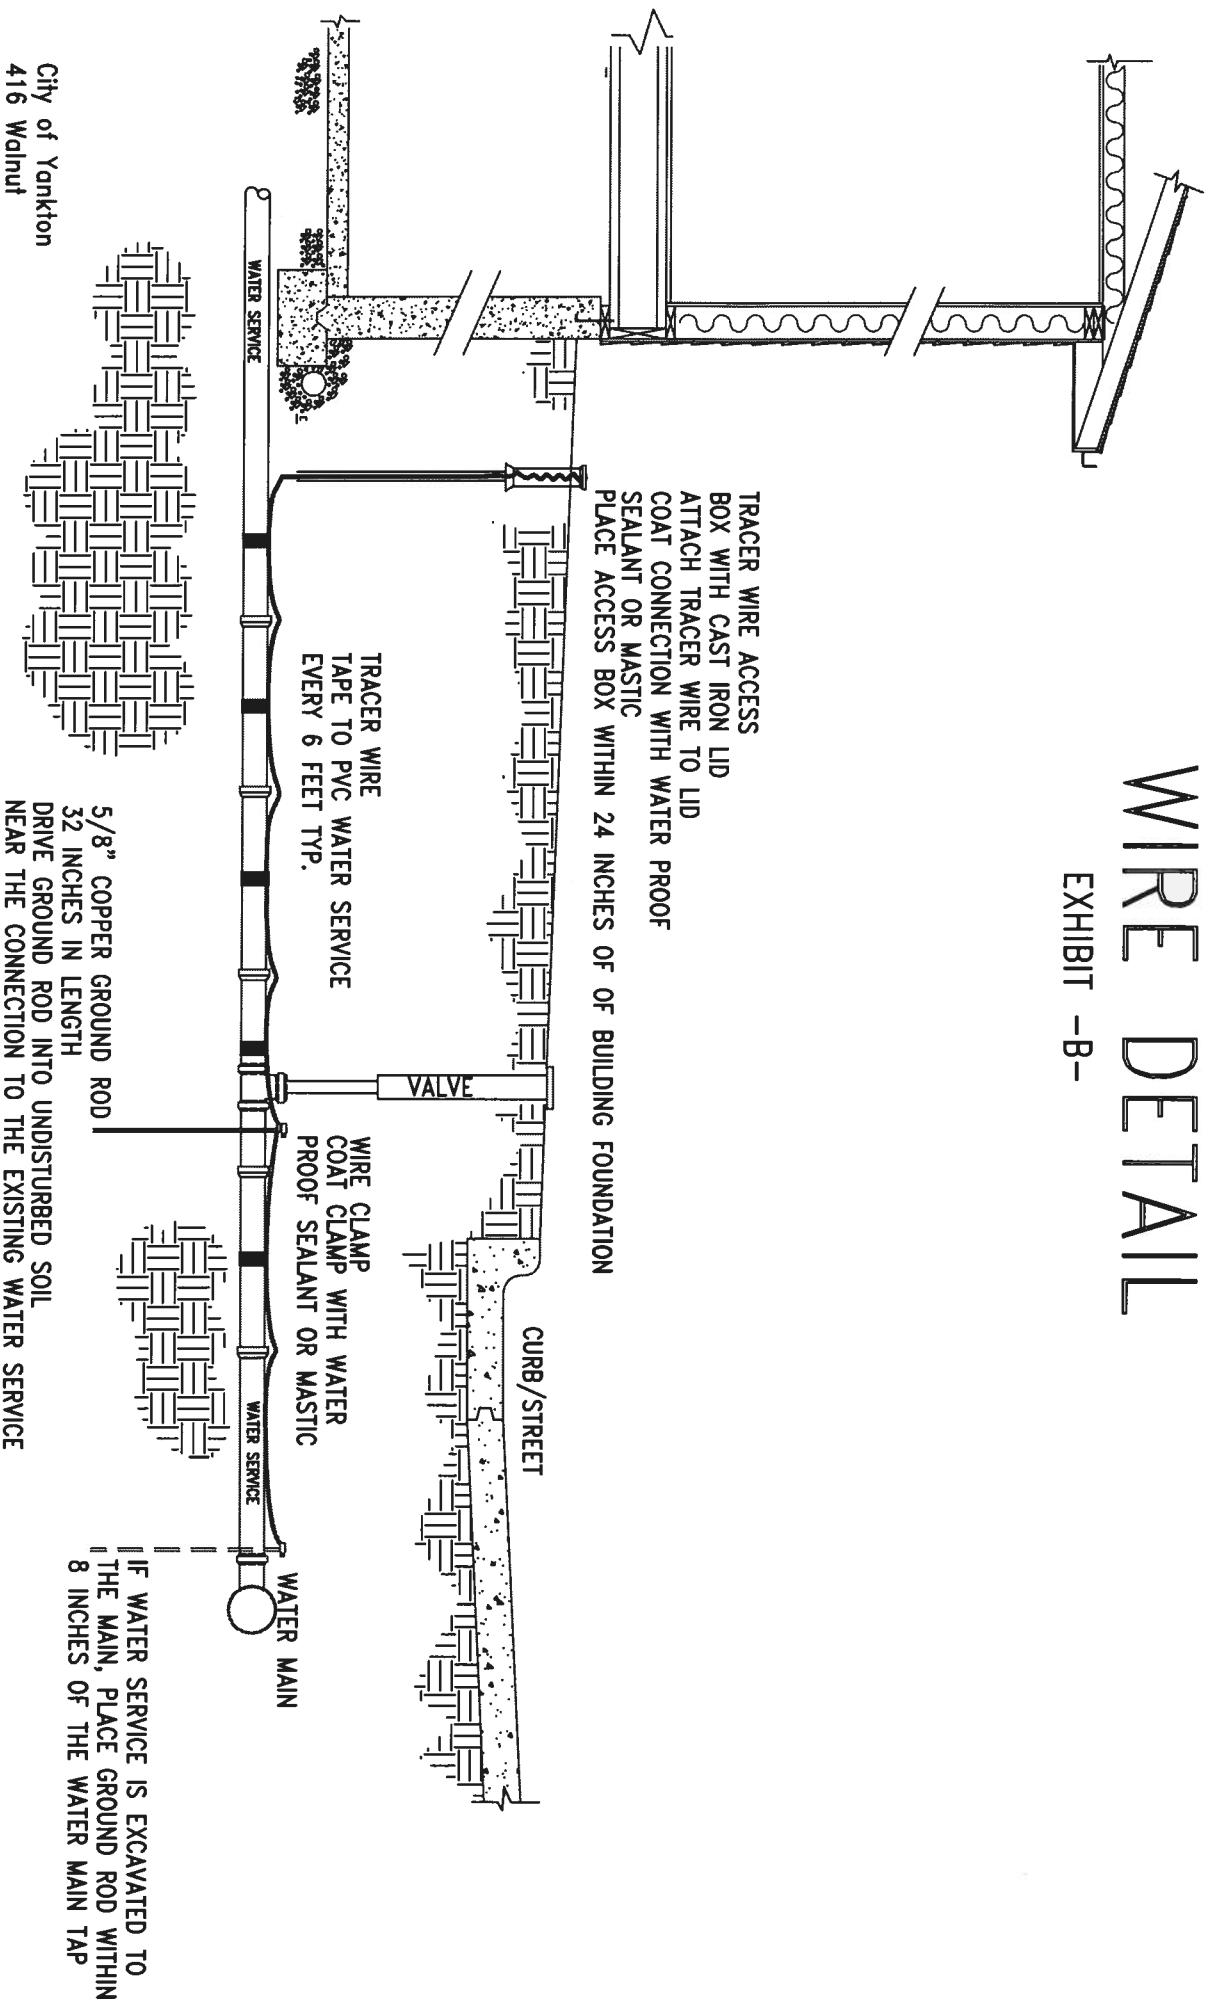 WIRE DETAIL
EXHIBIT -B-
TRACER WIRE ACCESS
BOX WITH CAST IRON LID
ATTACH TRACER WIRE TO LID
COAT CONNECTION WITH WATER PROOF
SEALANT OR MASTIC
PLACE ACCESS BOX WITHIN 24 INCHES OF OF BUILDING FOUNDATION
CURB/STREET
VALVE
TRACER WIRE
TAPE TO PVC WATER SERVICE
EVERY 6 FEET TYP.
WIRE CLAMP
COAT CLAMP WITH WATER
PROOF SEALANT OR MASTIC
WATER MAIN
WATER SERVICE
WATER SERVICE
5/8" COPPER GROUND ROD
32 INCHES IN LENGTH
DRIVE GROUND ROD INTO UNDISTURBED SOIL
NEAR THE CONNECTION TO THE EXISTING WATER SERVICE
IF WATER SERVICE IS EXCAVATED TO
THE MAIN, PLACE GROUND ROD WITHIN
8 INCHES OF THE WATER MAIN TAP
City of Yankton
416 Walnut